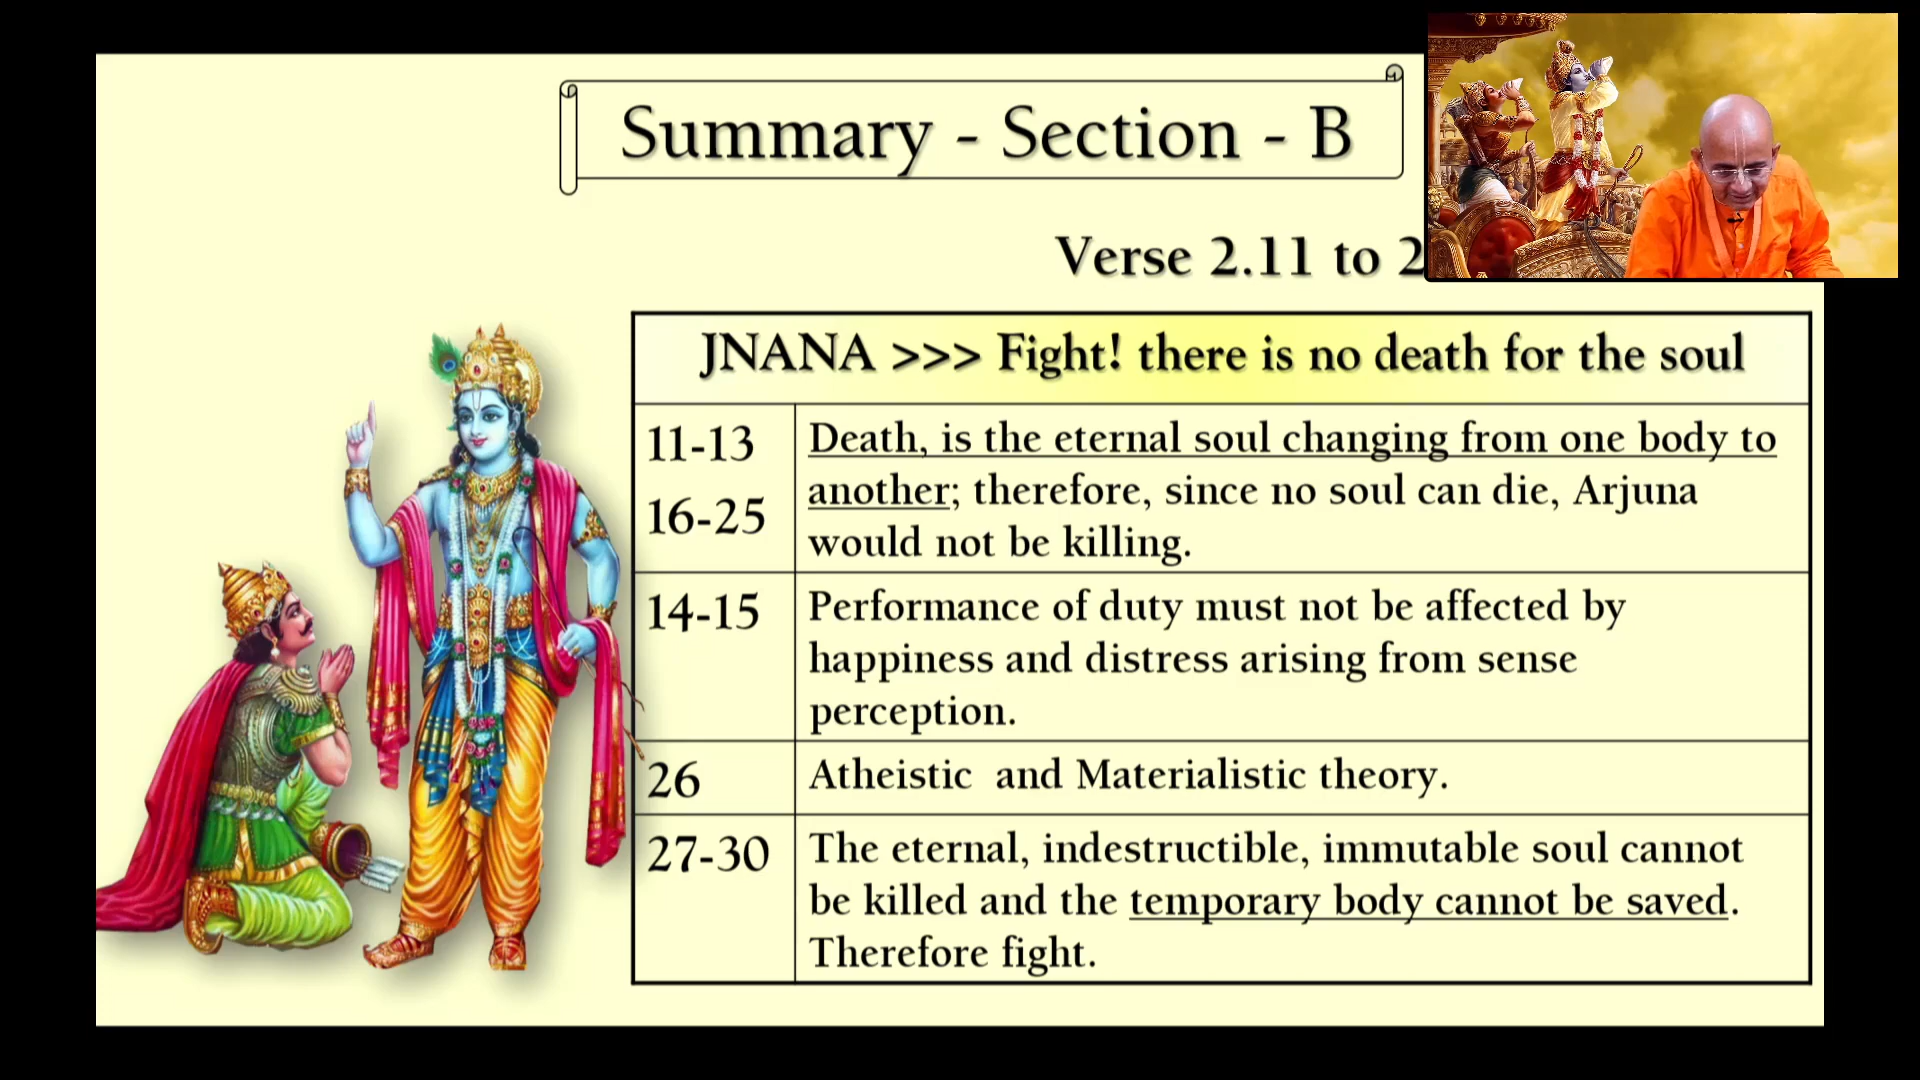 Summary - Section - B
Verse 2.11 to 2
JNANA >>> Fight! there is no death for the soul
11-13
16-25
Death, is the eternal soul changing from one body to
another; therefore, since no soul can die, Arjuna
would not be killing.
14-15
Performance of duty must not be affected by
happiness and distress arising from sense
perception.
26
Atheistic and Materialistic theory.
27-30
The eternal, indestructible, immutable soul cannot
be killed and the temporary body cannot be saved.
Therefore fight.